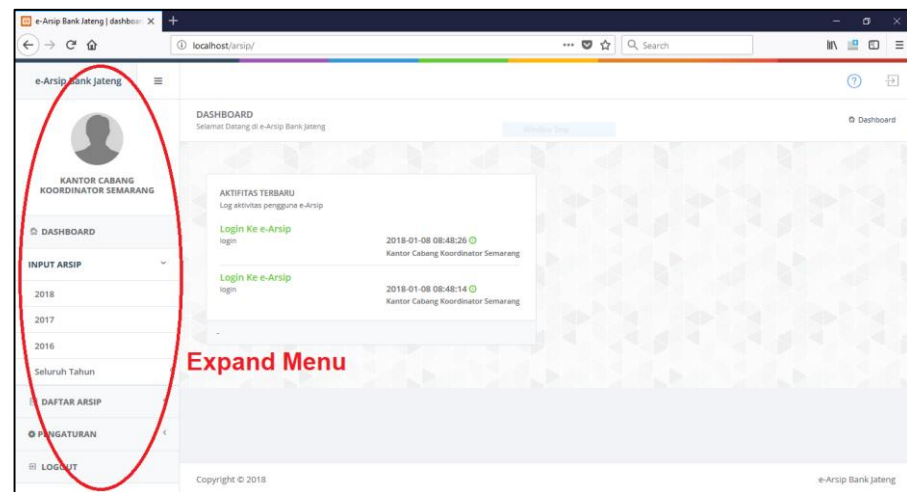 e-Arsip Bank Jateng | dashboar
localhost/arsip/
Search
e-Arsip Bank Jateng
KANTOR CABANG
KOORDINATOR SEMARANG
DASHBOARD
INPUT ARSIP
2018
2017
2016
Seluruh Tahun
DAFTAR ARSIP
PENGATURAN
LOGOUT
DASHBOARD
Selamat Datang di e-Arsip Bank Jateng
Window Snip
Dashboard
AKTIFITAS TERBARU
Log aktivitas pengguna e-Arsip
Login Ke e-Arsip
login
2018-01-08 08:48:26
Kantor Cabang Koordinator Semarang
Login Ke e-Arsip
login
2018-01-08 08:48:14
Kantor Cabang Koordinator Semarang
Expand Menu
Copyright © 2018
e-Arsip Bank Jateng